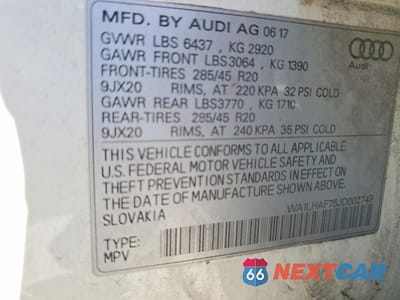 MFD. BY AUDI AG 06 17
GVWR LBS 6437 , KG 2920
GAWR FRONT LBS3064 , KG 1390
FRONT-TIRES 285/45 R20
9JX20 RIMS, AT 220 KPA 32 PSI COLD
GAWR REAR LBS3770 , KG 1710
REAR-TIRES 285/45 R20
9JX20 RIMS, AT 240 KPA 35 PSI COLD
Audi
THIS VEHICLE CONFORMS TO ALL APPLICABLE
U.S. FEDERAL MOTOR VEHICLE SAFETY AND
THEFT PREVENTION STANDARDS IN EFFECT ON
THE DATE OF MANUFACTURE SHOWN ABOVE.
SLOVAKIA
WA1LHAF75JD002749
TYPE:
MPV
66 NEXTCAR